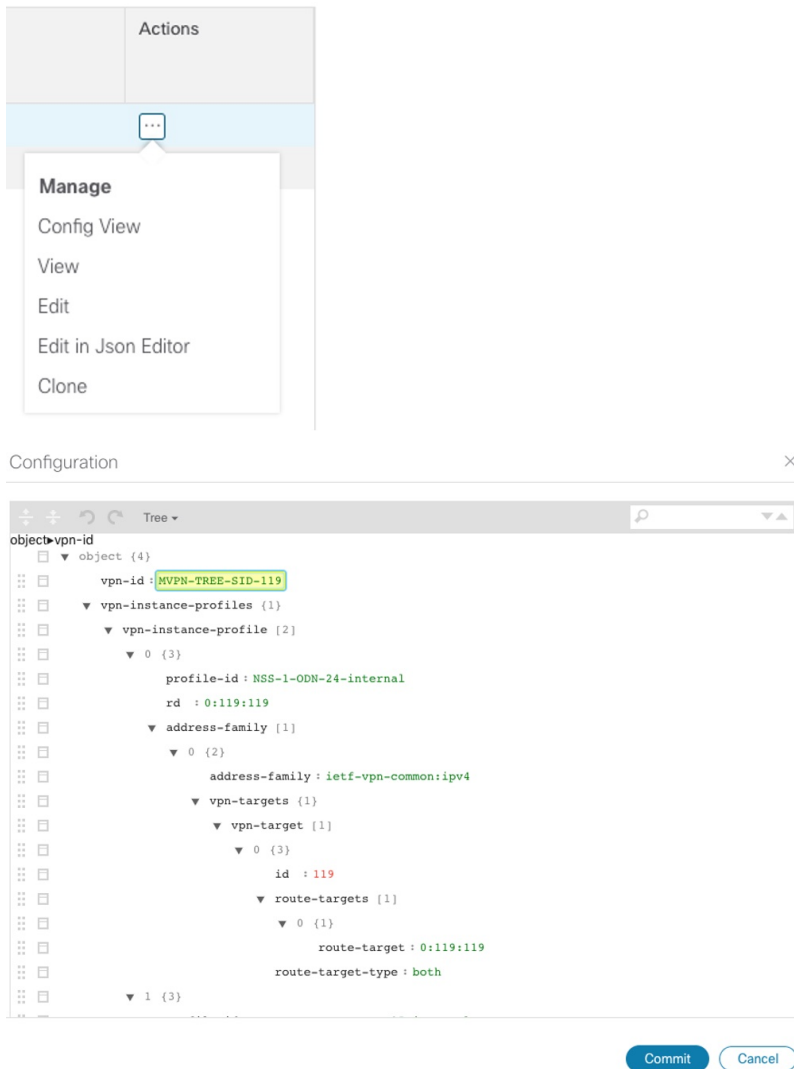 Actions
...
Manage
Config View
View
Edit
Edit in Json Editor
Clone
Configuration
Tree
object▸vpn-id
object {4}
vpn-id : MVPN-TREE-SID-119
vpn-instance-profiles {1}
vpn-instance-profile [2]
0 {3}
profile-id : NSS-1-ODN-24-internal
rd : 0:119:119
address-family [1]
0 {2}
address-family : ietf-vpn-common:ipv4
vpn-targets {1}
vpn-target [1]
0 {3}
id : 119
route-targets [1]
0 {1}
route-target : 0:119:119
route-target-type : both
1 {3}
Commit
Cancel